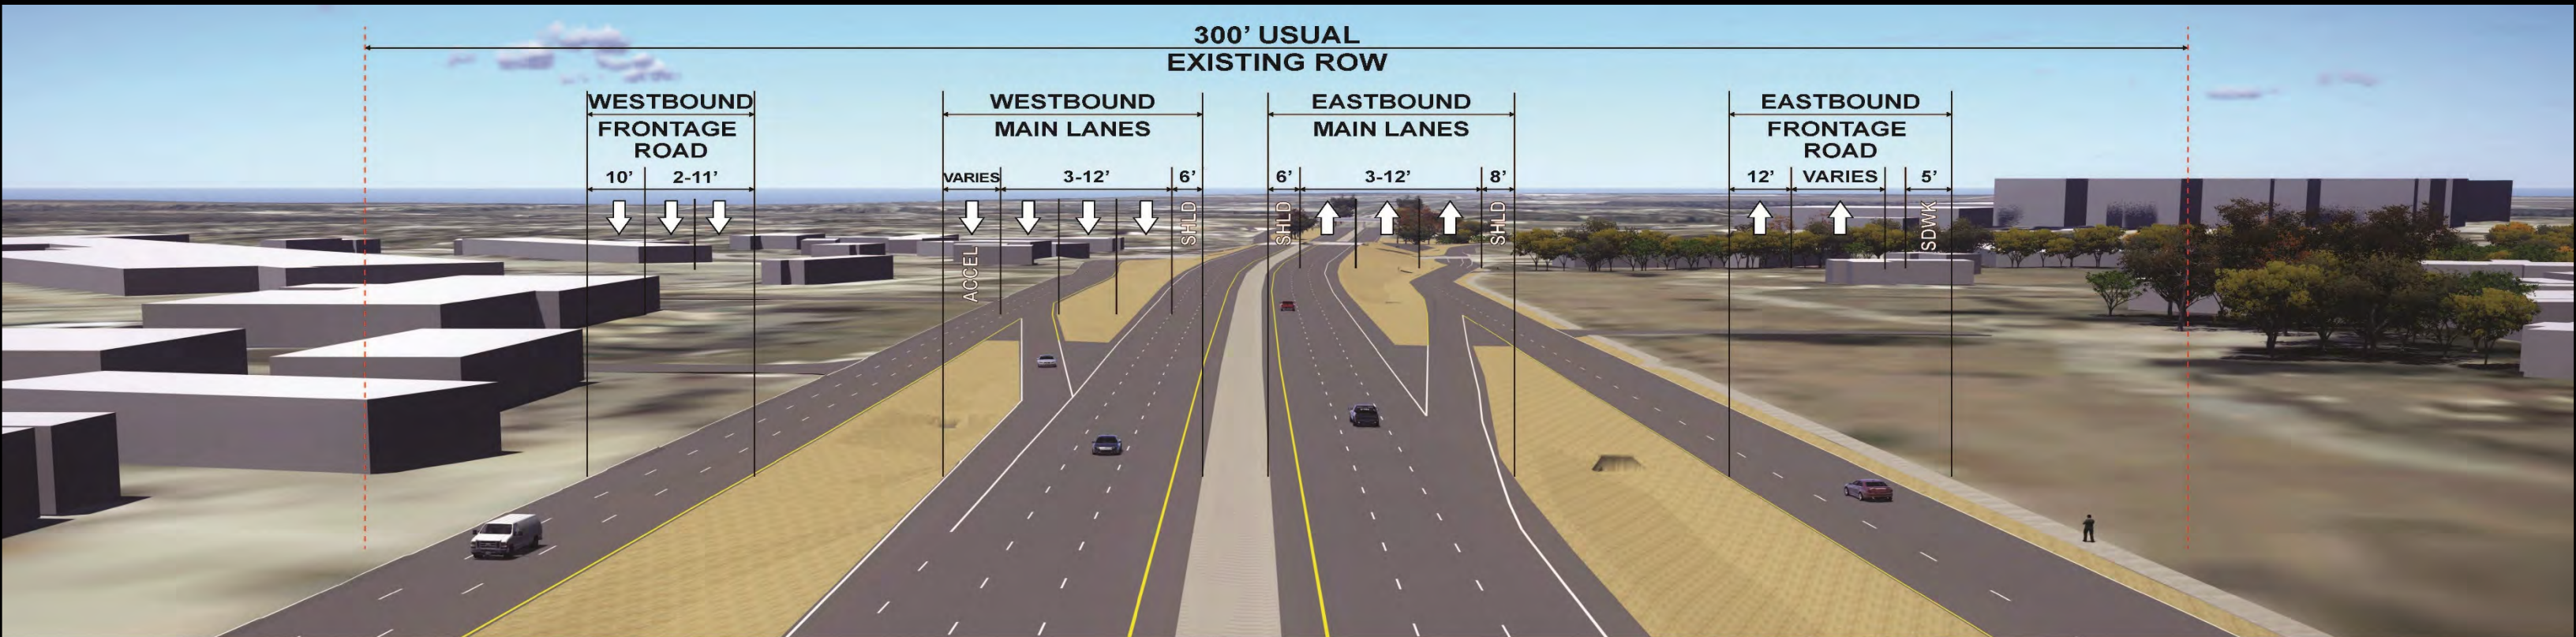 300' USUAL
EXISTING ROW
WESTBOUND
FRONTAGE
ROAD
10' 2-11'
WESTBOUND
MAIN LANES
VARIES 3-12' 6'
ACCEL
SHLD
EASTBOUND
MAIN LANES
6' 3-12' 8'
SHLD
SHLD
EASTBOUND
FRONTAGE
ROAD
12' VARIES 5'
SDWK